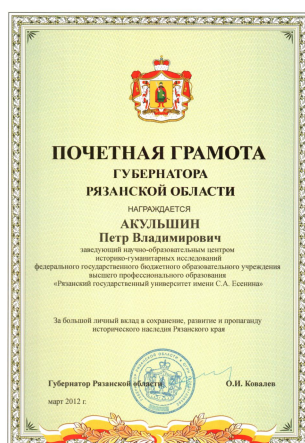 ПОЧЕТНАЯ ГРАМОТА
ГУБЕРНАТОРА
РЯЗАНСКОЙ ОБЛАСТИ
НАГРАЖДАЕТСЯ
АКУЛЬШИН
Петр Владимирович
заведующий научно-образовательным центром
историко-гуманитарных исследований
федерального государственного бюджетного образовательного учреждения
высшего профессионального образования
«Рязанский государственный университет имени С.А. Есенина»
За большой личный вклад в сохранение, развитие и пропаганду
исторического наследия Рязанского края
Губернатор Рязанской области О.И. Ковалев
март 2012 г.